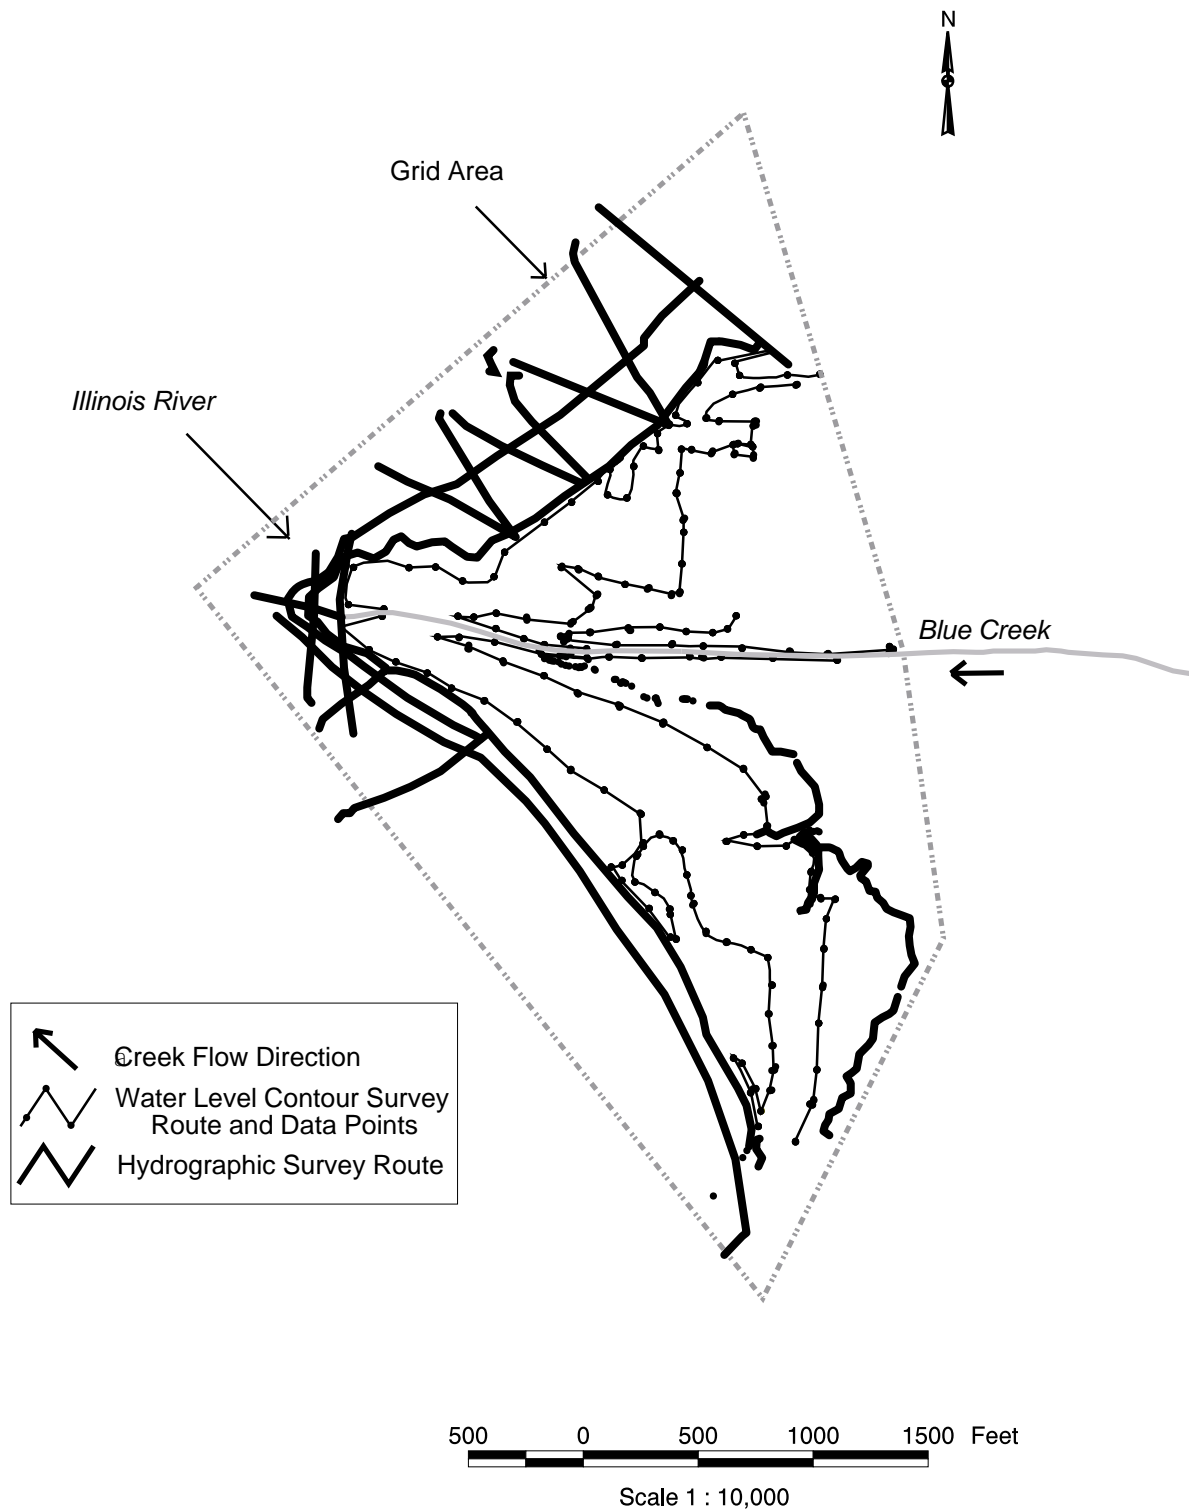 N
Grid Area
Illinois River
Blue Creek
a
Creek Flow Direction
Water Level Contour Survey
Route and Data Points
Hydrographic Survey Route
500 0 500 1000 1500 Feet
Scale 1 : 10,000